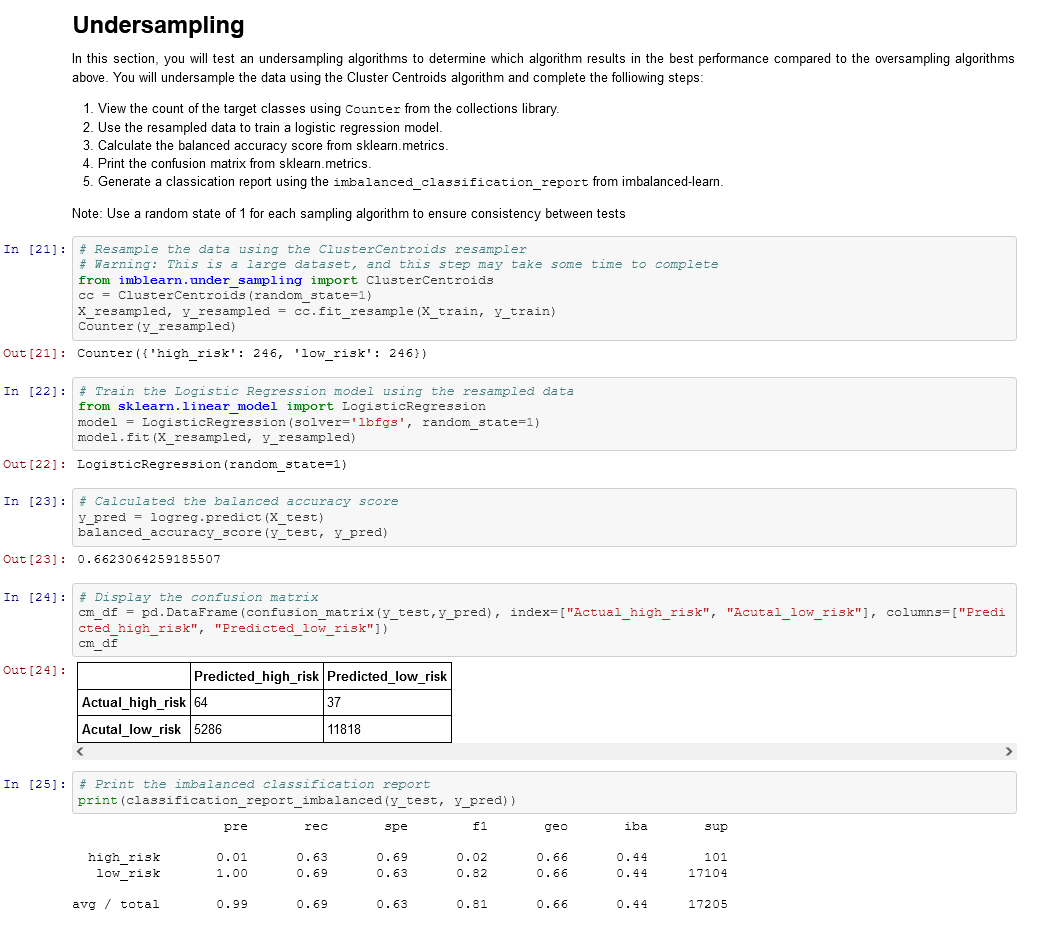 Undersampling
In this section, you will test an undersampling algorithms to determine which algorithm results in the best performance compared to the oversampling algorithms
above. You will undersample the data using the Cluster Centroids algorithm and complete the folliowing steps:
1. View the count of the target classes using Counter from the collections library.
2. Use the resampled data to train a logistic regression model.
3. Calculate the balanced accuracy score from sklearn.metrics.
4. Print the confusion matrix from sklearn.metrics.
5. Generate a classication report using the imbalanced_classification_report from imbalanced-learn.
Note: Use a random state of 1 for each sampling algorithm to ensure consistency between tests
In [21]: # Resample the data using the ClusterCentroids resampler
# Warning: This is a large dataset, and this step may take some time to complete
from imblearn.under_sampling import ClusterCentroids
cc = ClusterCentroids(random_state=1)
X_resampled, y_resampled = cc.fit_resample(X_train, y_train)
Counter(y_resampled)
Out[21]: Counter({'high_risk': 246, 'low_risk': 246})
In [22]: # Train the Logistic Regression model using the resampled data
from sklearn.linear_model import LogisticRegression
model = LogisticRegression(solver='lbfgs', random_state=1)
model.fit(X_resampled, y_resampled)
Out[22]: LogisticRegression(random_state=1)
In [23]: # Calculated the balanced accuracy score
y_pred = logreg.predict(X_test)
balanced_accuracy_score(y_test, y_pred)
Out[23]: 0.6623064259185507
In [24]: # Display the confusion matrix
cm_df = pd.DataFrame(confusion_matrix(y_test,y_pred), index=["Actual_high_risk", "Acutal_low_risk"], columns=["Predi
cted_high_risk", "Predicted_low_risk"])
cm_df
Out[24]:
Predicted_high_risk Predicted_low_risk
Actual_high_risk 64 37
Acutal_low_risk 5286 11818
In [25]: # Print the imbalanced classification report
print(classification_report_imbalanced(y_test, y_pred))
pre rec spe f1 geo iba sup
high_risk 0.01 0.63 0.69 0.02 0.66 0.44 101
low_risk 1.00 0.69 0.63 0.82 0.66 0.44 17104
avg / total 0.99 0.69 0.63 0.81 0.66 0.44 17205